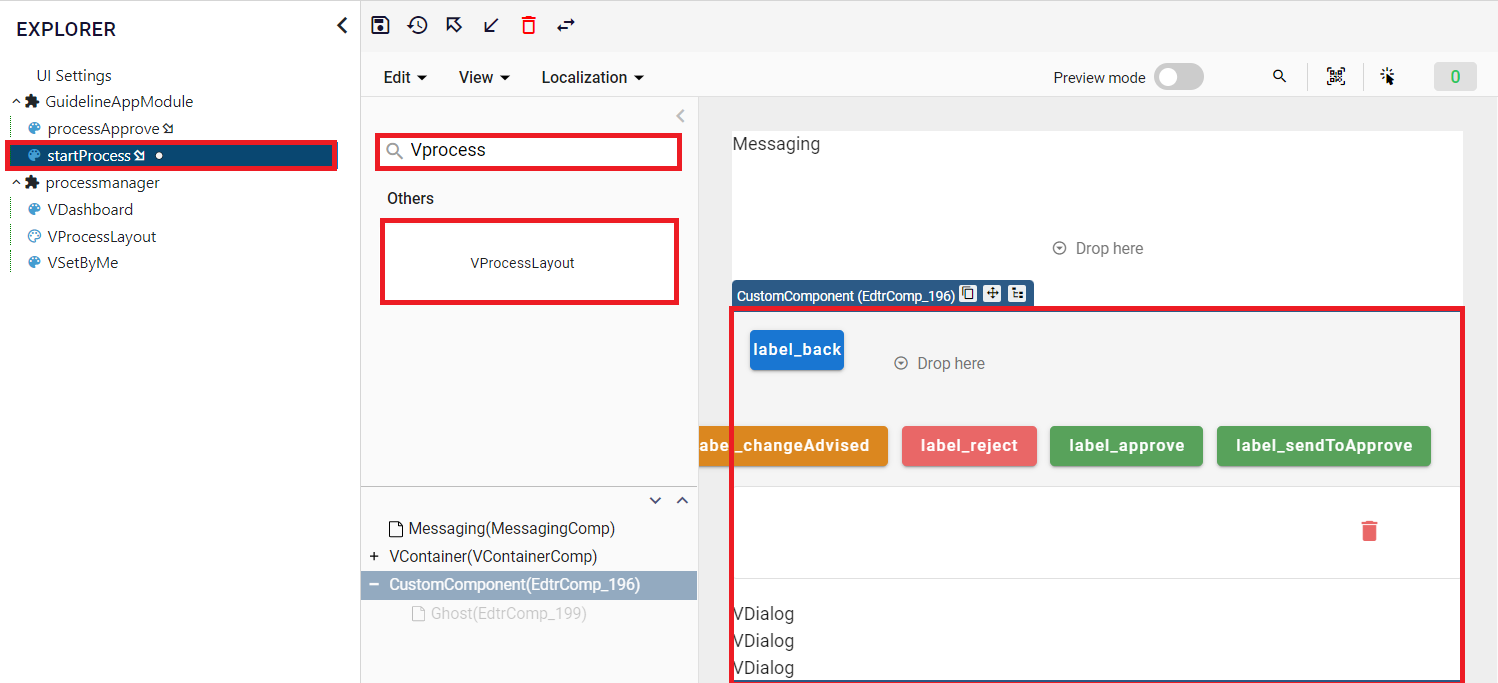 EXPLORER
UI Settings
GuidelineAppModule
processApprove
startProcess
processmanager
VDashboard
VProcessLayout
VSetByMe
Edit
View
Localization
Preview mode
0
Vprocess
Others
VProcessLayout
Messaging(MessagingComp)
+ VContainer(VContainerComp)
− CustomComponent(EdtrComp_196)
Ghost(EdtrComp_199)
Messaging
Drop here
CustomComponent (EdtrComp_196)
label_back
Drop here
abel_changeAdvised
label_reject
label_approve
label_sendToApprove
VDialog
VDialog
VDialog